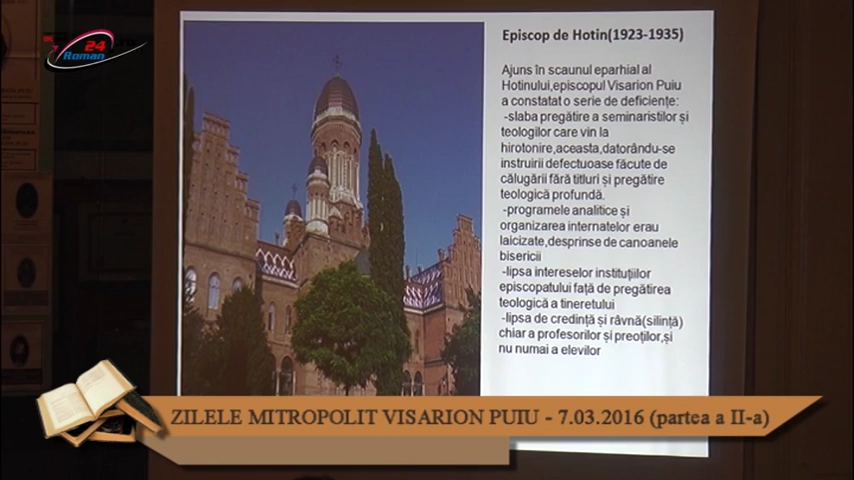 24
Roman
Episcop de Hotin(1923-1935)
Ajuns în scaunul eparhial al
Hotinului,episcopul Visarion Puiu
a constatat o serie de deficiențe:
-slaba pregătire a seminaristilor și
teologilor care vin la
hirotonire,aceasta,datorându-se
instruirii defectuoase făcute de
călugării fără titluri și pregătire
teologică profundă.
-programele analitice și
organizarea internatelor erau
laicizate,desprinse de canoanele
bisericii
-lipsa intereselor instituțiilor
episcopatului față de pregătirea
teologică a tineretului
-lipsa de credință și râvnă(silință)
chiar a profesorilor și preoților,și
nu numai a elevilor
ZILELE MITROPOLIT VISARION PUIU - 7.03.2016 (partea a II-a)